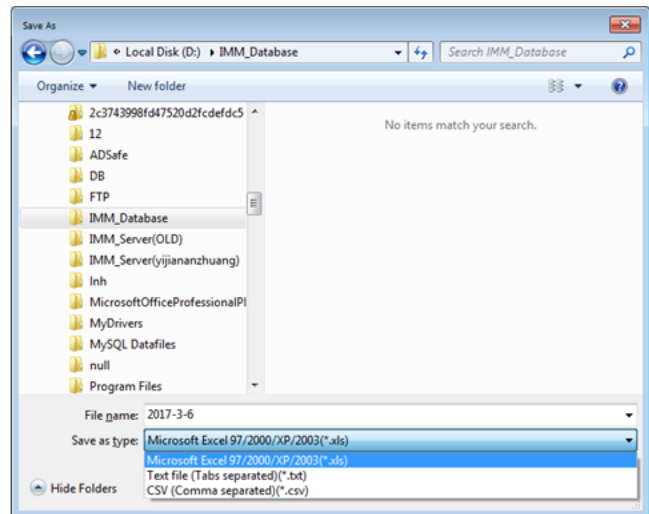 Save As
Local Disk (D:) ▸ IMM_Database
Search IMM_Database
Organize
New folder
2c3743998fd47520d2fcdefdc5
12
No items match your search.
ADSafe
DB
FTP
IMM_Database
IMM_Server(OLD)
IMM_Server(yijiananzhuang)
lnh
MicrosoftOfficeProfessionalPl
MyDrivers
MySQL Datafiles
null
Program Files
File name: 2017-3-6
Save as type: Microsoft Excel 97/2000/XP/2003(*.xls)
Microsoft Excel 97/2000/XP/2003(*.xls)
Text file (Tabs separated)(*.txt)
Hide Folders
CSV (Comma separated)(*.csv)